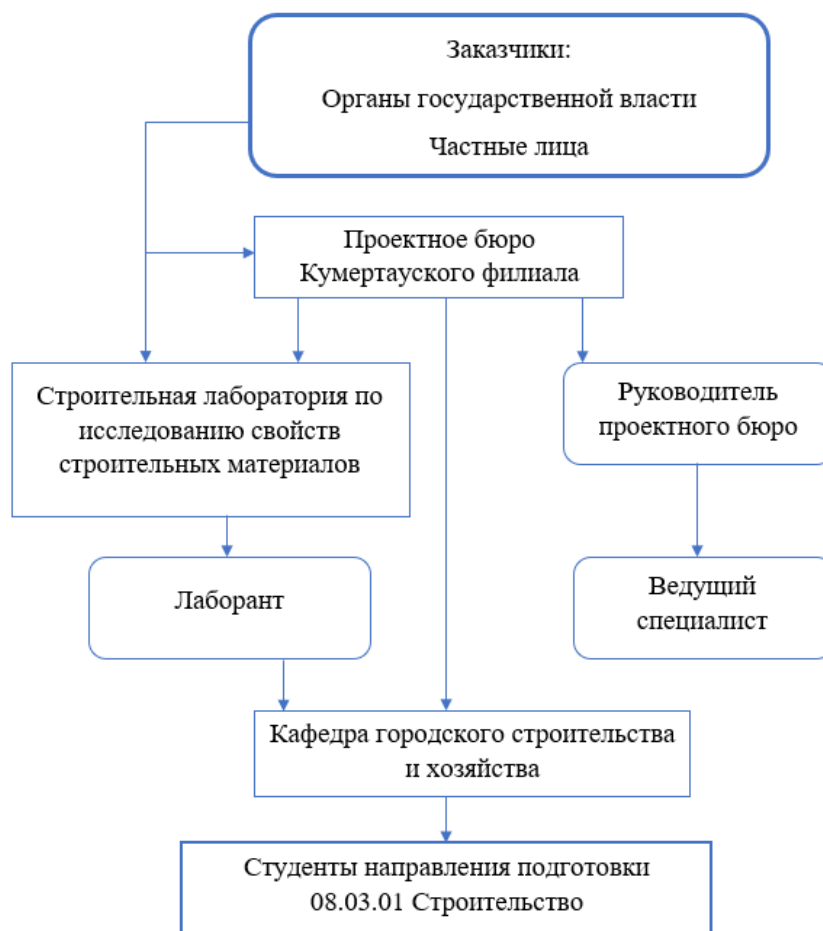 Заказчики:
Органы государственной власти
Частные лица
Проектное бюро
Кумертауского филиала
Строительная лаборатория по
исследованию свойств
строительных материалов
Руководитель
проектного бюро
Лаборант
Ведущий
специалист
Кафедра городского строительства
и хозяйства
Студенты направления подготовки
08.03.01 Строительство